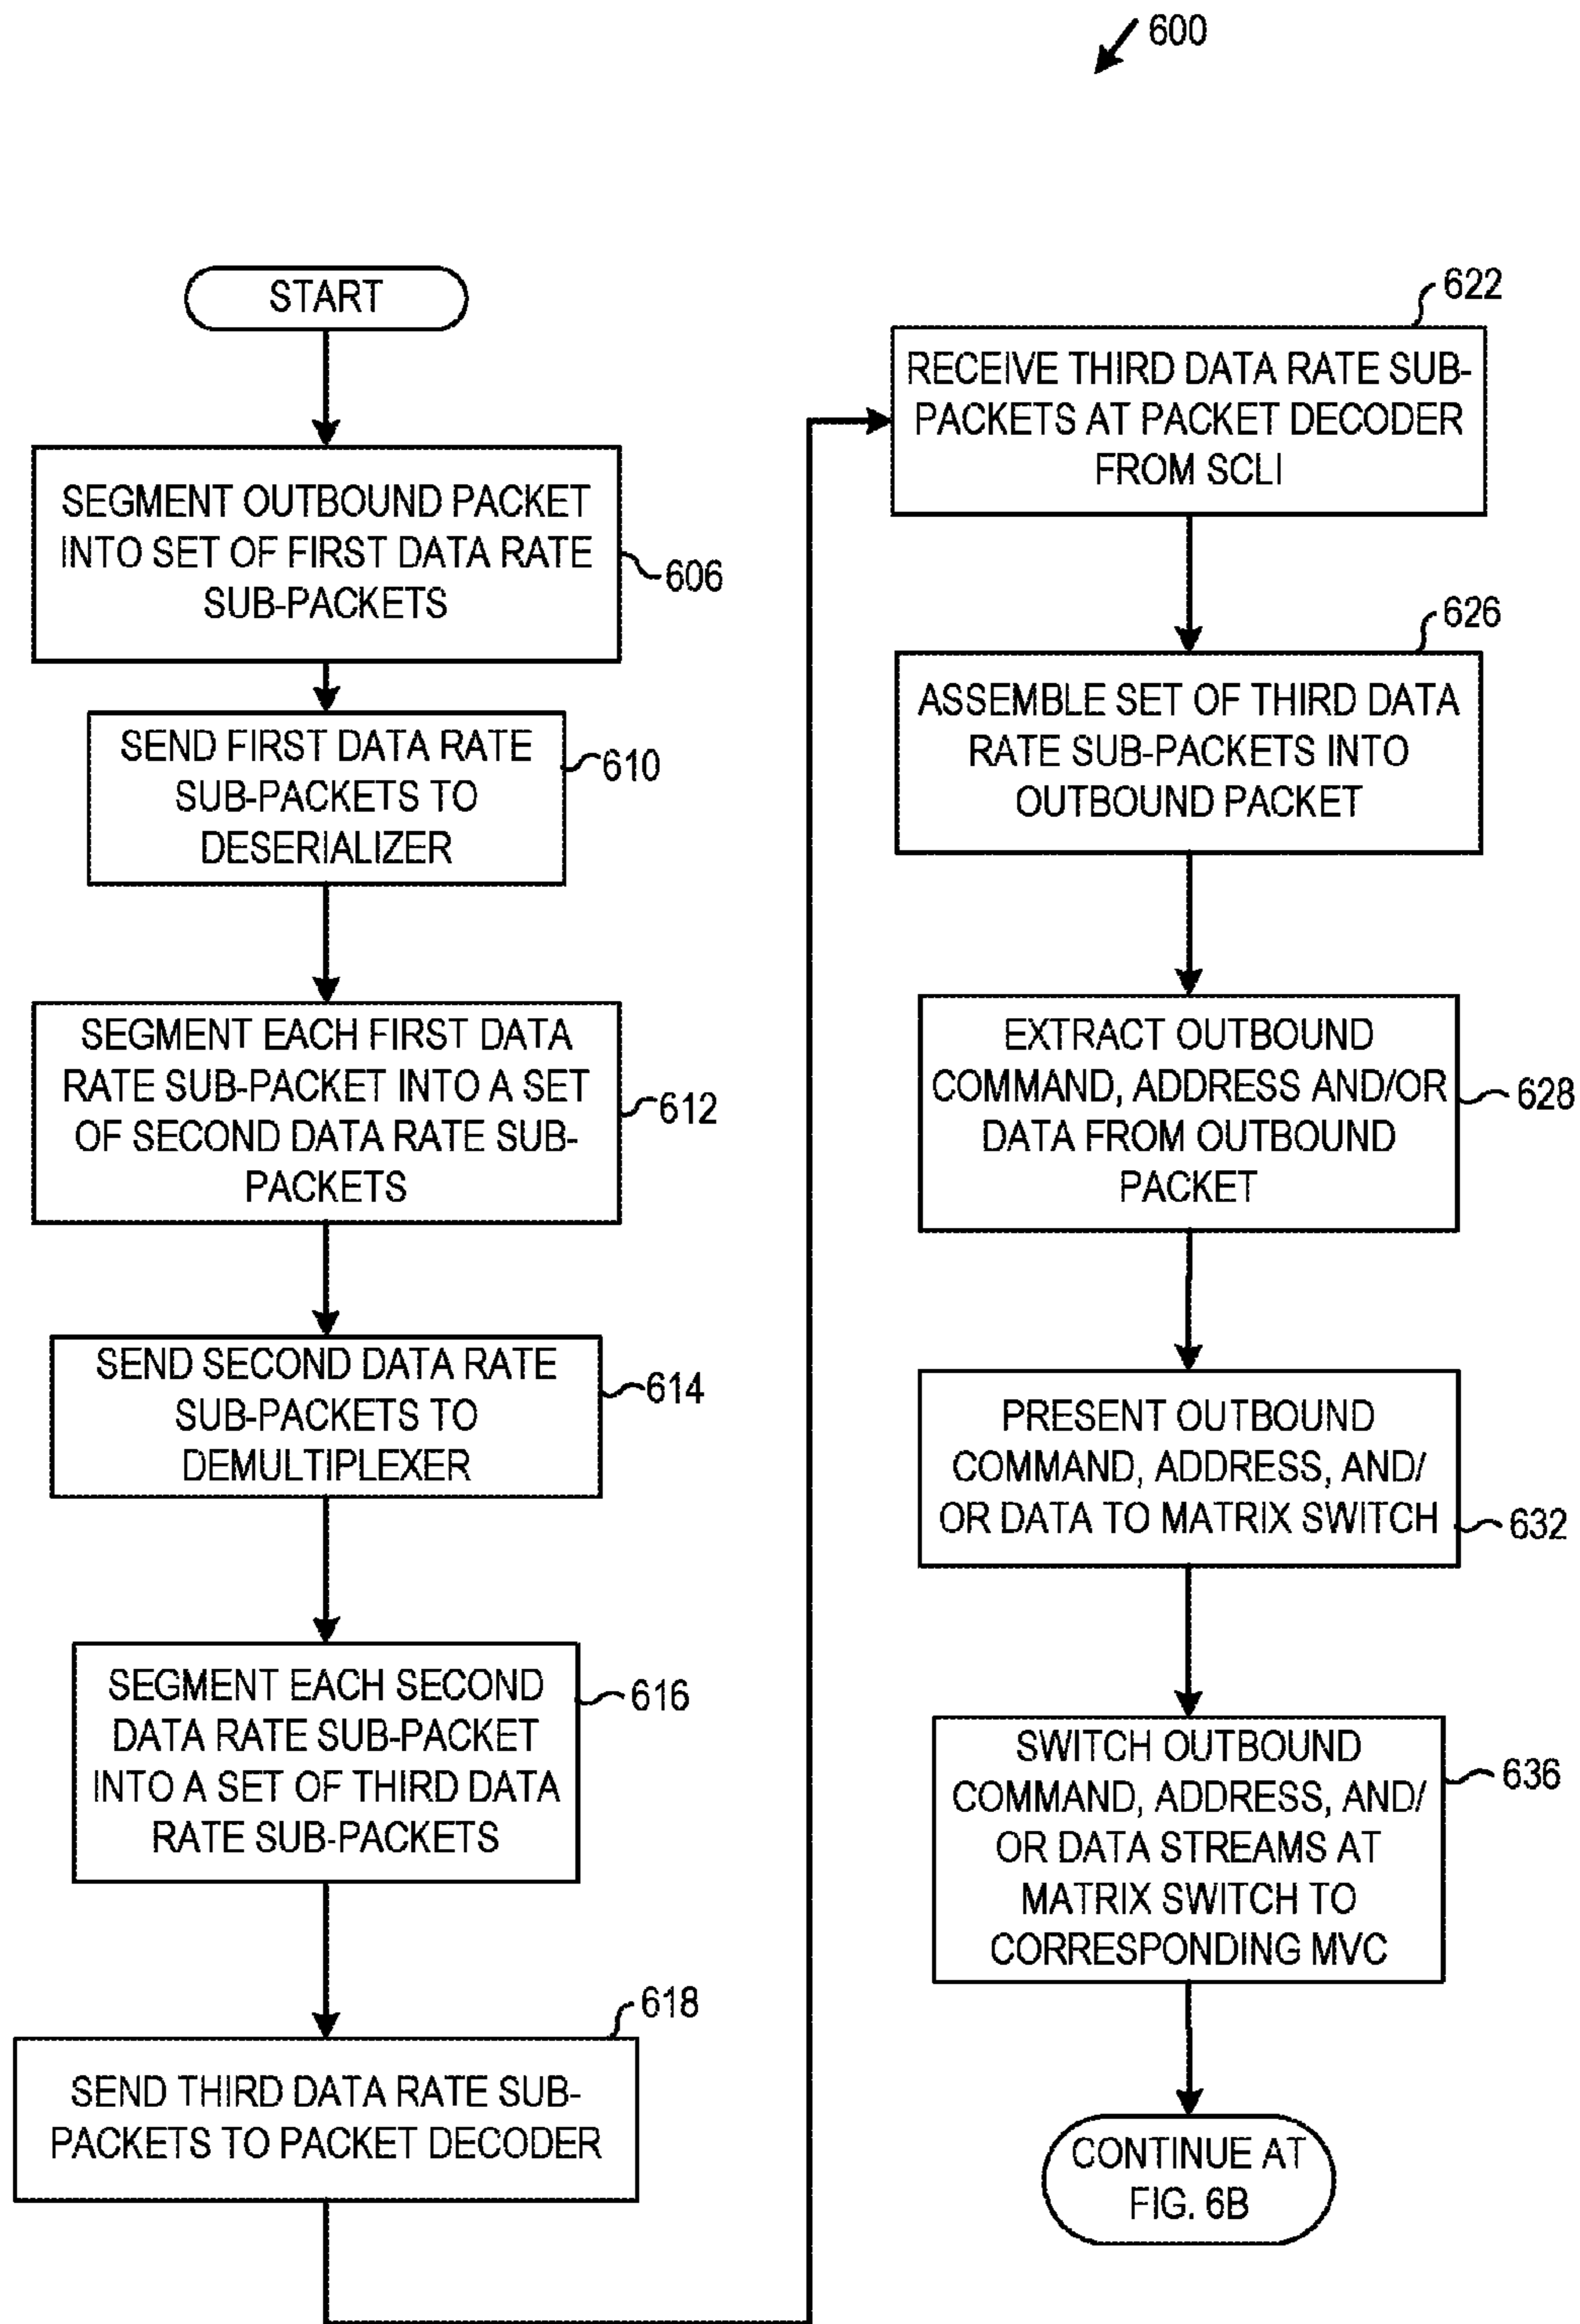 600
START
SEGMENT OUTBOUND PACKET
INTO SET OF FIRST DATA RATE
SUB-PACKETS
606
SEND FIRST DATA RATE
SUB-PACKETS TO
DESERIALIZER
610
SEGMENT EACH FIRST DATA
RATE SUB-PACKET INTO A SET
OF SECOND DATA RATE SUB-
PACKETS
612
SEND SECOND DATA RATE
SUB-PACKETS TO
DEMULTIPLEXER
614
SEGMENT EACH SECOND
DATA RATE SUB-PACKET
INTO A SET OF THIRD DATA
RATE SUB-PACKETS
616
618
SEND THIRD DATA RATE SUB-
PACKETS TO PACKET DECODER
622
RECEIVE THIRD DATA RATE SUB-
PACKETS AT PACKET DECODER
FROM SCLI
626
ASSEMBLE SET OF THIRD DATA
RATE SUB-PACKETS INTO
OUTBOUND PACKET
EXTRACT OUTBOUND
COMMAND, ADDRESS AND/OR
DATA FROM OUTBOUND
PACKET
628
PRESENT OUTBOUND
COMMAND, ADDRESS, AND/
OR DATA TO MATRIX SWITCH
632
SWITCH OUTBOUND
COMMAND, ADDRESS, AND/
OR DATA STREAMS AT
MATRIX SWITCH TO
CORRESPONDING MVC
636
CONTINUE AT
FIG. 6B